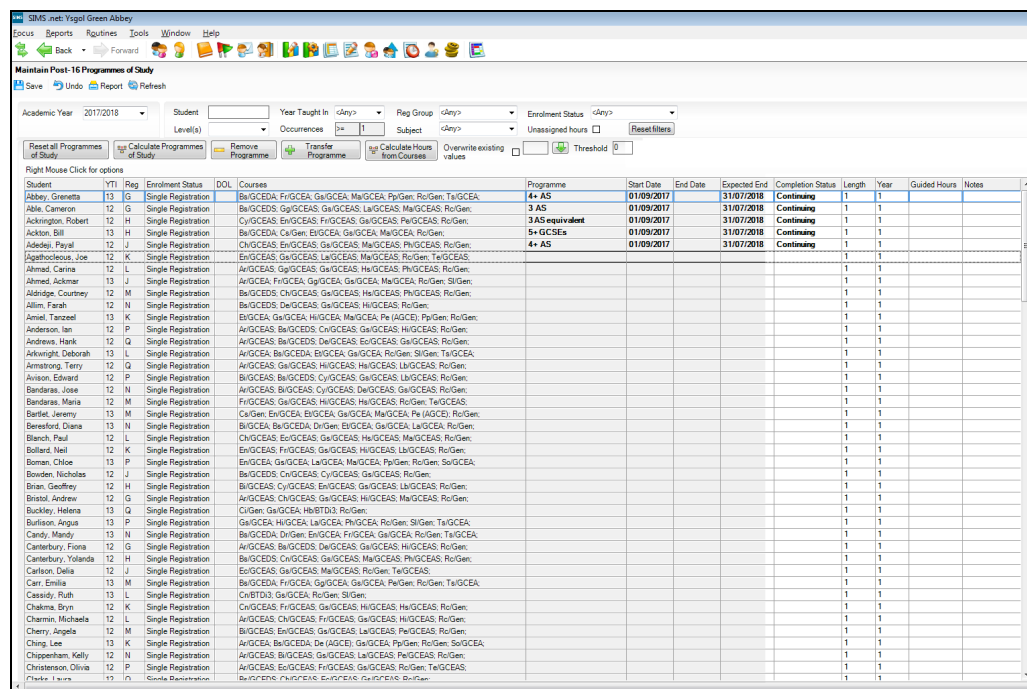 SIMS .net: Ysgol Green Abbey
Focus Reports Routines Tools Window Help
Back Forward
Maintain Post-16 Programmes of Study
Save Undo Report Refresh
Academic Year 2017/2018 Student Year Taught In <Any> Reg Group <Any> Enrolment Status <Any>
Level(s) Occurrences >= 1 Subject <Any> Unassigned hours Reset filters
Reset all Programmes of Study Calculate Programmes of Study Remove Programme Transfer Programme Calculate Hours from Courses Overwrite existing values Threshold 0
Right Mouse Click for options
Student YTI Reg Enrolment Status DOL Courses Programme Start Date End Date Expected End Completion Status Length Year Guided Hours Notes
Abbey, Grenetta 13 G Single Registration Bs/GCEDA; Fr/GCEA; Gs/GCEA; Ma/GCEA; Pp/Gen; Rc/Gen; Ts/GCEA; 4+ AS 01/09/2017 31/07/2018 Continuing 1 1
Able, Cameron 12 G Single Registration Bs/GCEDS; Gg/GCEAS; Gs/GCEAS; La/GCEAS; Ma/GCEAS; Rc/Gen; 3 AS 01/09/2017 31/07/2018 Continuing 1 1
Ackrington, Robert 12 H Single Registration Cy/GCEAS; En/GCEAS; Fr/GCEAS; Gs/GCEAS; Pe/GCEAS; Rc/Gen; 3 AS equivalent 01/09/2017 31/07/2018 Continuing 1 1
Ackton, Bill 13 H Single Registration Bs/GCEDA; Cs/Gen; Et/GCEA; Gs/GCEA; Ma/GCEA; Rc/Gen; 5+ GCSEs 01/09/2017 31/07/2018 Continuing 1 1
Adedeji, Payal 12 J Single Registration Ch/GCEAS; En/GCEAS; Gs/GCEAS; Ma/GCEAS; Ph/GCEAS; Rc/Gen; 4+ AS 01/09/2017 31/07/2018 Continuing 1 1
Agathocleous, Joe 12 K Single Registration En/GCEAS; Gs/GCEAS; La/GCEAS; Ma/GCEAS; Rc/Gen; Te/GCEAS; 1 1
Ahmad, Carina 12 L Single Registration Ar/GCEAS; Gg/GCEAS; Gs/GCEAS; Hs/GCEAS; Ph/GCEAS; Rc/Gen; 1 1
Ahmed, Ackmar 13 J Single Registration Ar/GCEA; Fr/GCEA; Gg/GCEA; Gs/GCEA; Ma/GCEA; Rc/Gen; Sl/Gen; 1 1
Aldridge, Courtney 12 M Single Registration Bs/GCEDS; Ch/GCEAS; Gs/GCEAS; Hs/GCEAS; Ph/GCEAS; Rc/Gen; 1 1
Allim, Farah 12 N Single Registration Bs/GCEDS; De/GCEAS; Gs/GCEAS; Hi/GCEAS; Rc/Gen; 1 1
Amiel, Tanzeel 13 K Single Registration Et/GCEA; Gs/GCEA; Hi/GCEA; Ma/GCEA; Pe (AGCE); Pp/Gen; Rc/Gen; 1 1
Anderson, Ian 12 P Single Registration Ar/GCEAS; Bs/GCEDS; Cn/GCEAS; Gs/GCEAS; Hi/GCEAS; Rc/Gen; 1 1
Andrews, Hank 12 Q Single Registration Ar/GCEAS; Bs/GCEDS; De/GCEAS; Ec/GCEAS; Gs/GCEAS; Rc/Gen; 1 1
Arkwright, Deborah 13 L Single Registration Ar/GCEA; Bs/GCEDA; Et/GCEA; Gs/GCEA; Rc/Gen; Sl/Gen; Ts/GCEA; 1 1
Armstrong, Terry 12 Q Single Registration Ar/GCEAS; Gs/GCEAS; Hi/GCEAS; Hs/GCEAS; Lb/GCEAS; Rc/Gen; 1 1
Avison, Edward 12 P Single Registration Bi/GCEAS; Bs/GCEDS; Cy/GCEAS; Gs/GCEAS; Lb/GCEAS; Rc/Gen; 1 1
Bandaras, Jose 12 N Single Registration Ar/GCEAS; Bi/GCEAS; Cy/GCEAS; De/GCEAS; Gs/GCEAS; Rc/Gen; 1 1
Bandaras, Maria 12 M Single Registration Fr/GCEAS; Gs/GCEAS; Hi/GCEAS; Hs/GCEAS; Rc/Gen; Te/GCEAS; 1 1
Bartlet, Jeremy 13 M Single Registration Cs/Gen; En/GCEA; Et/GCEA; Gs/GCEA; Ma/GCEA; Pe (AGCE); Rc/Gen; 1 1
Beresford, Diana 13 N Single Registration Bi/GCEA; Bs/GCEDA; Dr/Gen; Et/GCEA; Gs/GCEA; La/GCEA; Rc/Gen; 1 1
Blanch, Paul 12 L Single Registration Ch/GCEAS; Ec/GCEAS; Gs/GCEAS; Hs/GCEAS; Ma/GCEAS; Rc/Gen; 1 1
Bollard, Neil 12 K Single Registration En/GCEAS; Fr/GCEAS; Gs/GCEAS; Hi/GCEAS; Lb/GCEAS; Rc/Gen; 1 1
Boman, Chloe 13 P Single Registration En/GCEA; Gs/GCEA; La/GCEA; Ma/GCEA; Pp/Gen; Rc/Gen; So/GCEA; 1 1
Bowden, Nicholas 12 J Single Registration Bs/GCEDS; Cn/GCEAS; Cy/GCEAS; Gs/GCEAS; Rc/Gen; 1 1
Brian, Geoffrey 12 H Single Registration Bi/GCEAS; Cy/GCEAS; En/GCEAS; Gs/GCEAS; Lb/GCEAS; Rc/Gen; 1 1
Bristol, Andrew 12 G Single Registration Ar/GCEAS; Ch/GCEAS; Gs/GCEAS; Hi/GCEAS; Ma/GCEAS; Rc/Gen; 1 1
Buckley, Helena 13 Q Single Registration Ci/Gen; Gs/GCEA; Hb/BTDi3; Rc/Gen; 1 1
Burlison, Angus 13 P Single Registration Gs/GCEA; Hi/GCEA; La/GCEA; Ph/GCEA; Rc/Gen; Sl/Gen; Ts/GCEA; 1 1
Candy, Mandy 13 N Single Registration Bs/GCEDA; Dr/Gen; En/GCEA; Fr/GCEA; Gs/GCEA; Rc/Gen; Ts/GCEA; 1 1
Canterbury, Fiona 12 G Single Registration Ar/GCEAS; Bs/GCEDS; De/GCEAS; Gs/GCEAS; Hi/GCEAS; Rc/Gen; 1 1
Canterbury, Yolanda 12 H Single Registration Bs/GCEDS; Cn/GCEAS; Gs/GCEAS; Ma/GCEAS; Ph/GCEAS; Rc/Gen; 1 1
Carlson, Delia 12 J Single Registration Ec/GCEAS; Gs/GCEAS; Ma/GCEAS; Rc/Gen; Te/GCEAS; 1 1
Carr, Emilia 13 M Single Registration Bs/GCEDA; Fr/GCEA; Gg/GCEA; Gs/GCEA; Pe/Gen; Rc/Gen; Ts/GCEA; 1 1
Cassidy, Ruth 13 L Single Registration Cn/BTDi3; Gs/GCEA; Rc/Gen; Sl/Gen; 1 1
Chakma, Bryn 12 K Single Registration Cn/GCEAS; Fr/GCEAS; Gs/GCEAS; Hi/GCEAS; Hs/GCEAS; Rc/Gen; 1 1
Charmin, Michaela 12 L Single Registration Ar/GCEAS; Ch/GCEAS; Fr/GCEAS; Gs/GCEAS; Hi/GCEAS; Rc/Gen; 1 1
Cherry, Angela 12 M Single Registration Bi/GCEAS; En/GCEAS; Gs/GCEAS; La/GCEAS; Pe/GCEAS; Rc/Gen; 1 1
Ching, Lee 13 K Single Registration Ar/GCEA; Bs/GCEDA; De (AGCE); Gs/GCEA; Pp/Gen; Rc/Gen; So/GCEA; 1 1
Chippenham, Kelly 12 N Single Registration Ar/GCEAS; Bi/GCEAS; Gs/GCEAS; La/GCEAS; Pe/GCEAS; Rc/Gen; 1 1
Christenson, Olivia 12 P Single Registration Ar/GCEAS; Ec/GCEAS; Fr/GCEAS; Gs/GCEAS; Rc/Gen; Te/GCEAS; 1 1
Clarke, Laura 12 Q Single Registration Bs/GCEDS; Ch/GCEAS; Ec/GCEAS; Gs/GCEAS; Rc/Gen; 1 1